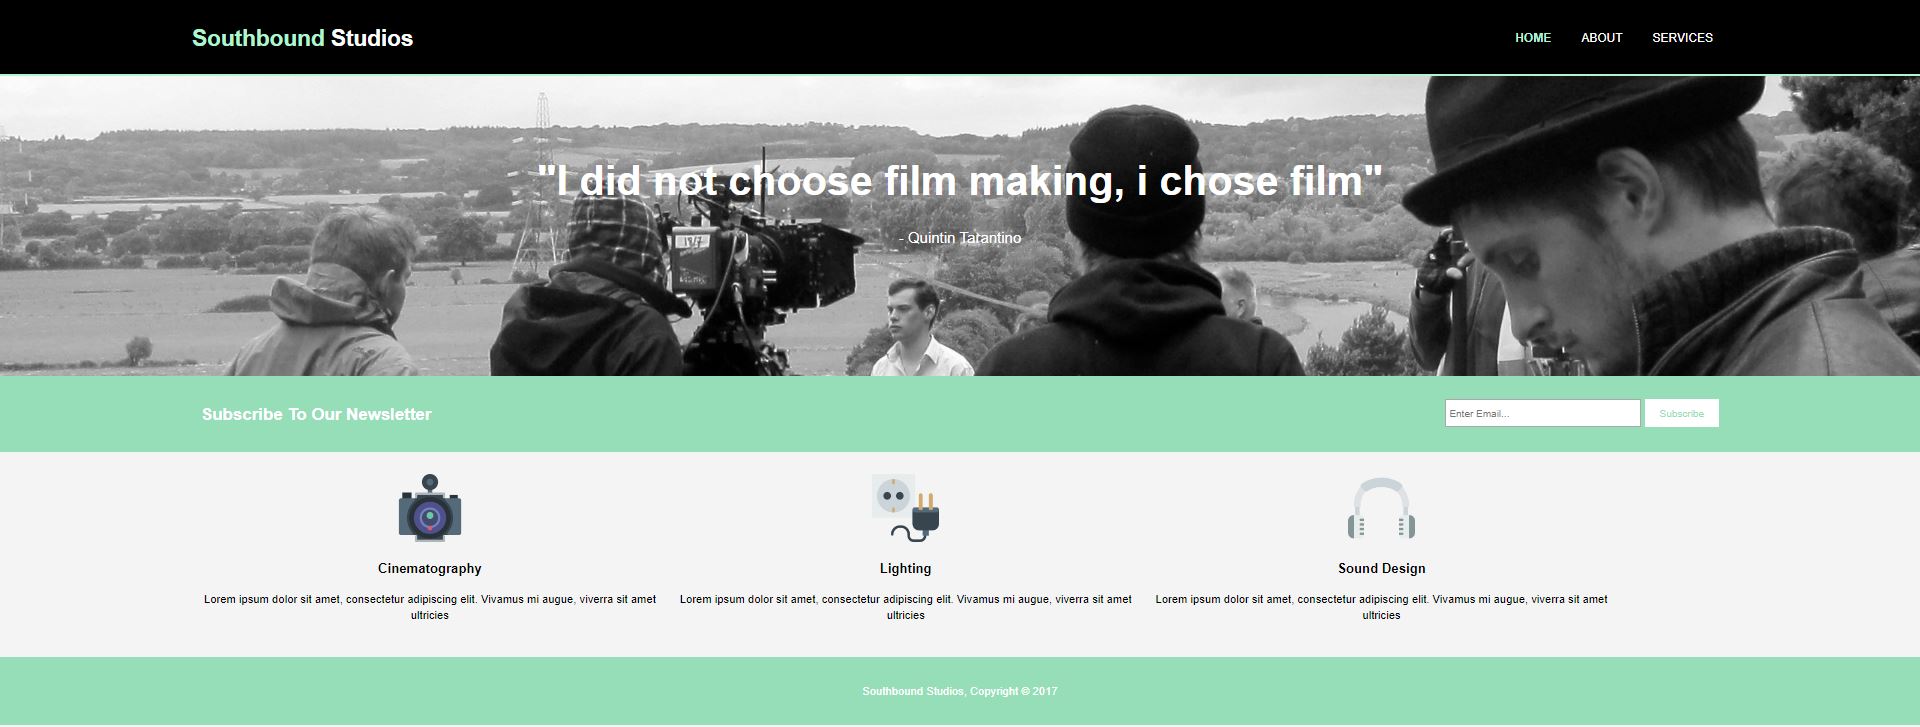 Southbound Studios
HOME ABOUT SERVICES
"I did not choose film making, i chose film"
- Quintin Tarantino
Subscribe To Our Newsletter
Enter Email...
Subscribe
Cinematography
Lorem ipsum dolor sit amet, consectetur adipiscing elit. Vivamus mi augue, viverra sit amet
ultricies
Lighting
Lorem ipsum dolor sit amet, consectetur adipiscing elit. Vivamus mi augue, viverra sit amet
ultricies
Sound Design
Lorem ipsum dolor sit amet, consectetur adipiscing elit. Vivamus mi augue, viverra sit amet
ultricies
Southbound Studios, Copyright © 2017